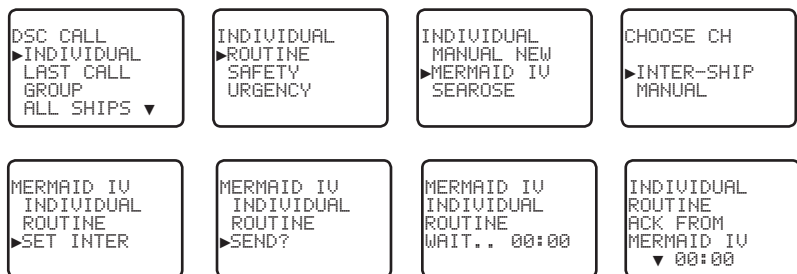 DSC CALL
►INDIVIDUAL
LAST CALL
GROUP
ALL SHIPS ▼
INDIVIDUAL
►ROUTINE
SAFETY
URGENCY
INDIVIDUAL
MANUAL NEW
►MERMAID IV
SEAROSE
CHOOSE CH
►INTER-SHIP
MANUAL
MERMAID IV
INDIVIDUAL
ROUTINE
►SET INTER
MERMAID IV
INDIVIDUAL
ROUTINE
►SEND?
MERMAID IV
INDIVIDUAL
ROUTINE
WAIT.. 00:00
INDIVIDUAL
ROUTINE
ACK FROM
MERMAID IV
▼ 00:00